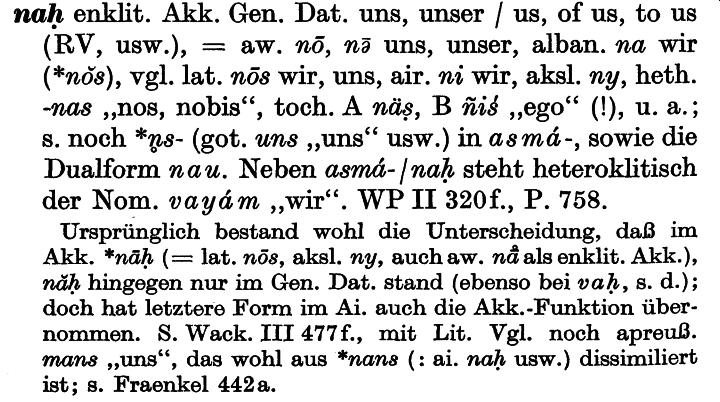 naḥ enklit. Akk. Gen. Dat. uns, unser / us, of us, to us
(RV, usw.), = aw. nō, nə̄ uns, unser, alban. na wir
(*nō̆s), vgl. lat. nōs wir, uns, air. ni wir, aksl. ny, heth.
-nas „nos, nobis“, toch. A näṣ, B ñiś „ego“ (!), u. a.;
s. noch *n̥s- (got. uns „uns“ usw.) in asmá-, sowie die
Dualform nau. Neben asmá-/naḥ steht heteroklitisch
der Nom. vayám „wir“. WP II 320f., P. 758.
Ursprünglich bestand wohl die Unterscheidung, daß im
Akk. *nāḥ (= lat. nōs, aksl. ny, auch aw. nā̊ als enklit. Akk.),
năḥ hingegen nur im Gen. Dat. stand (ebenso bei vaḥ, s. d.);
doch hat letztere Form im Ai. auch die Akk.-Funktion über-
nommen. S. Wack. III 477f., mit Lit. Vgl. noch apreuß.
mans „uns“, das wohl aus *nans (: ai. naḥ usw.) dissimiliert
ist; s. Fraenkel 442a.